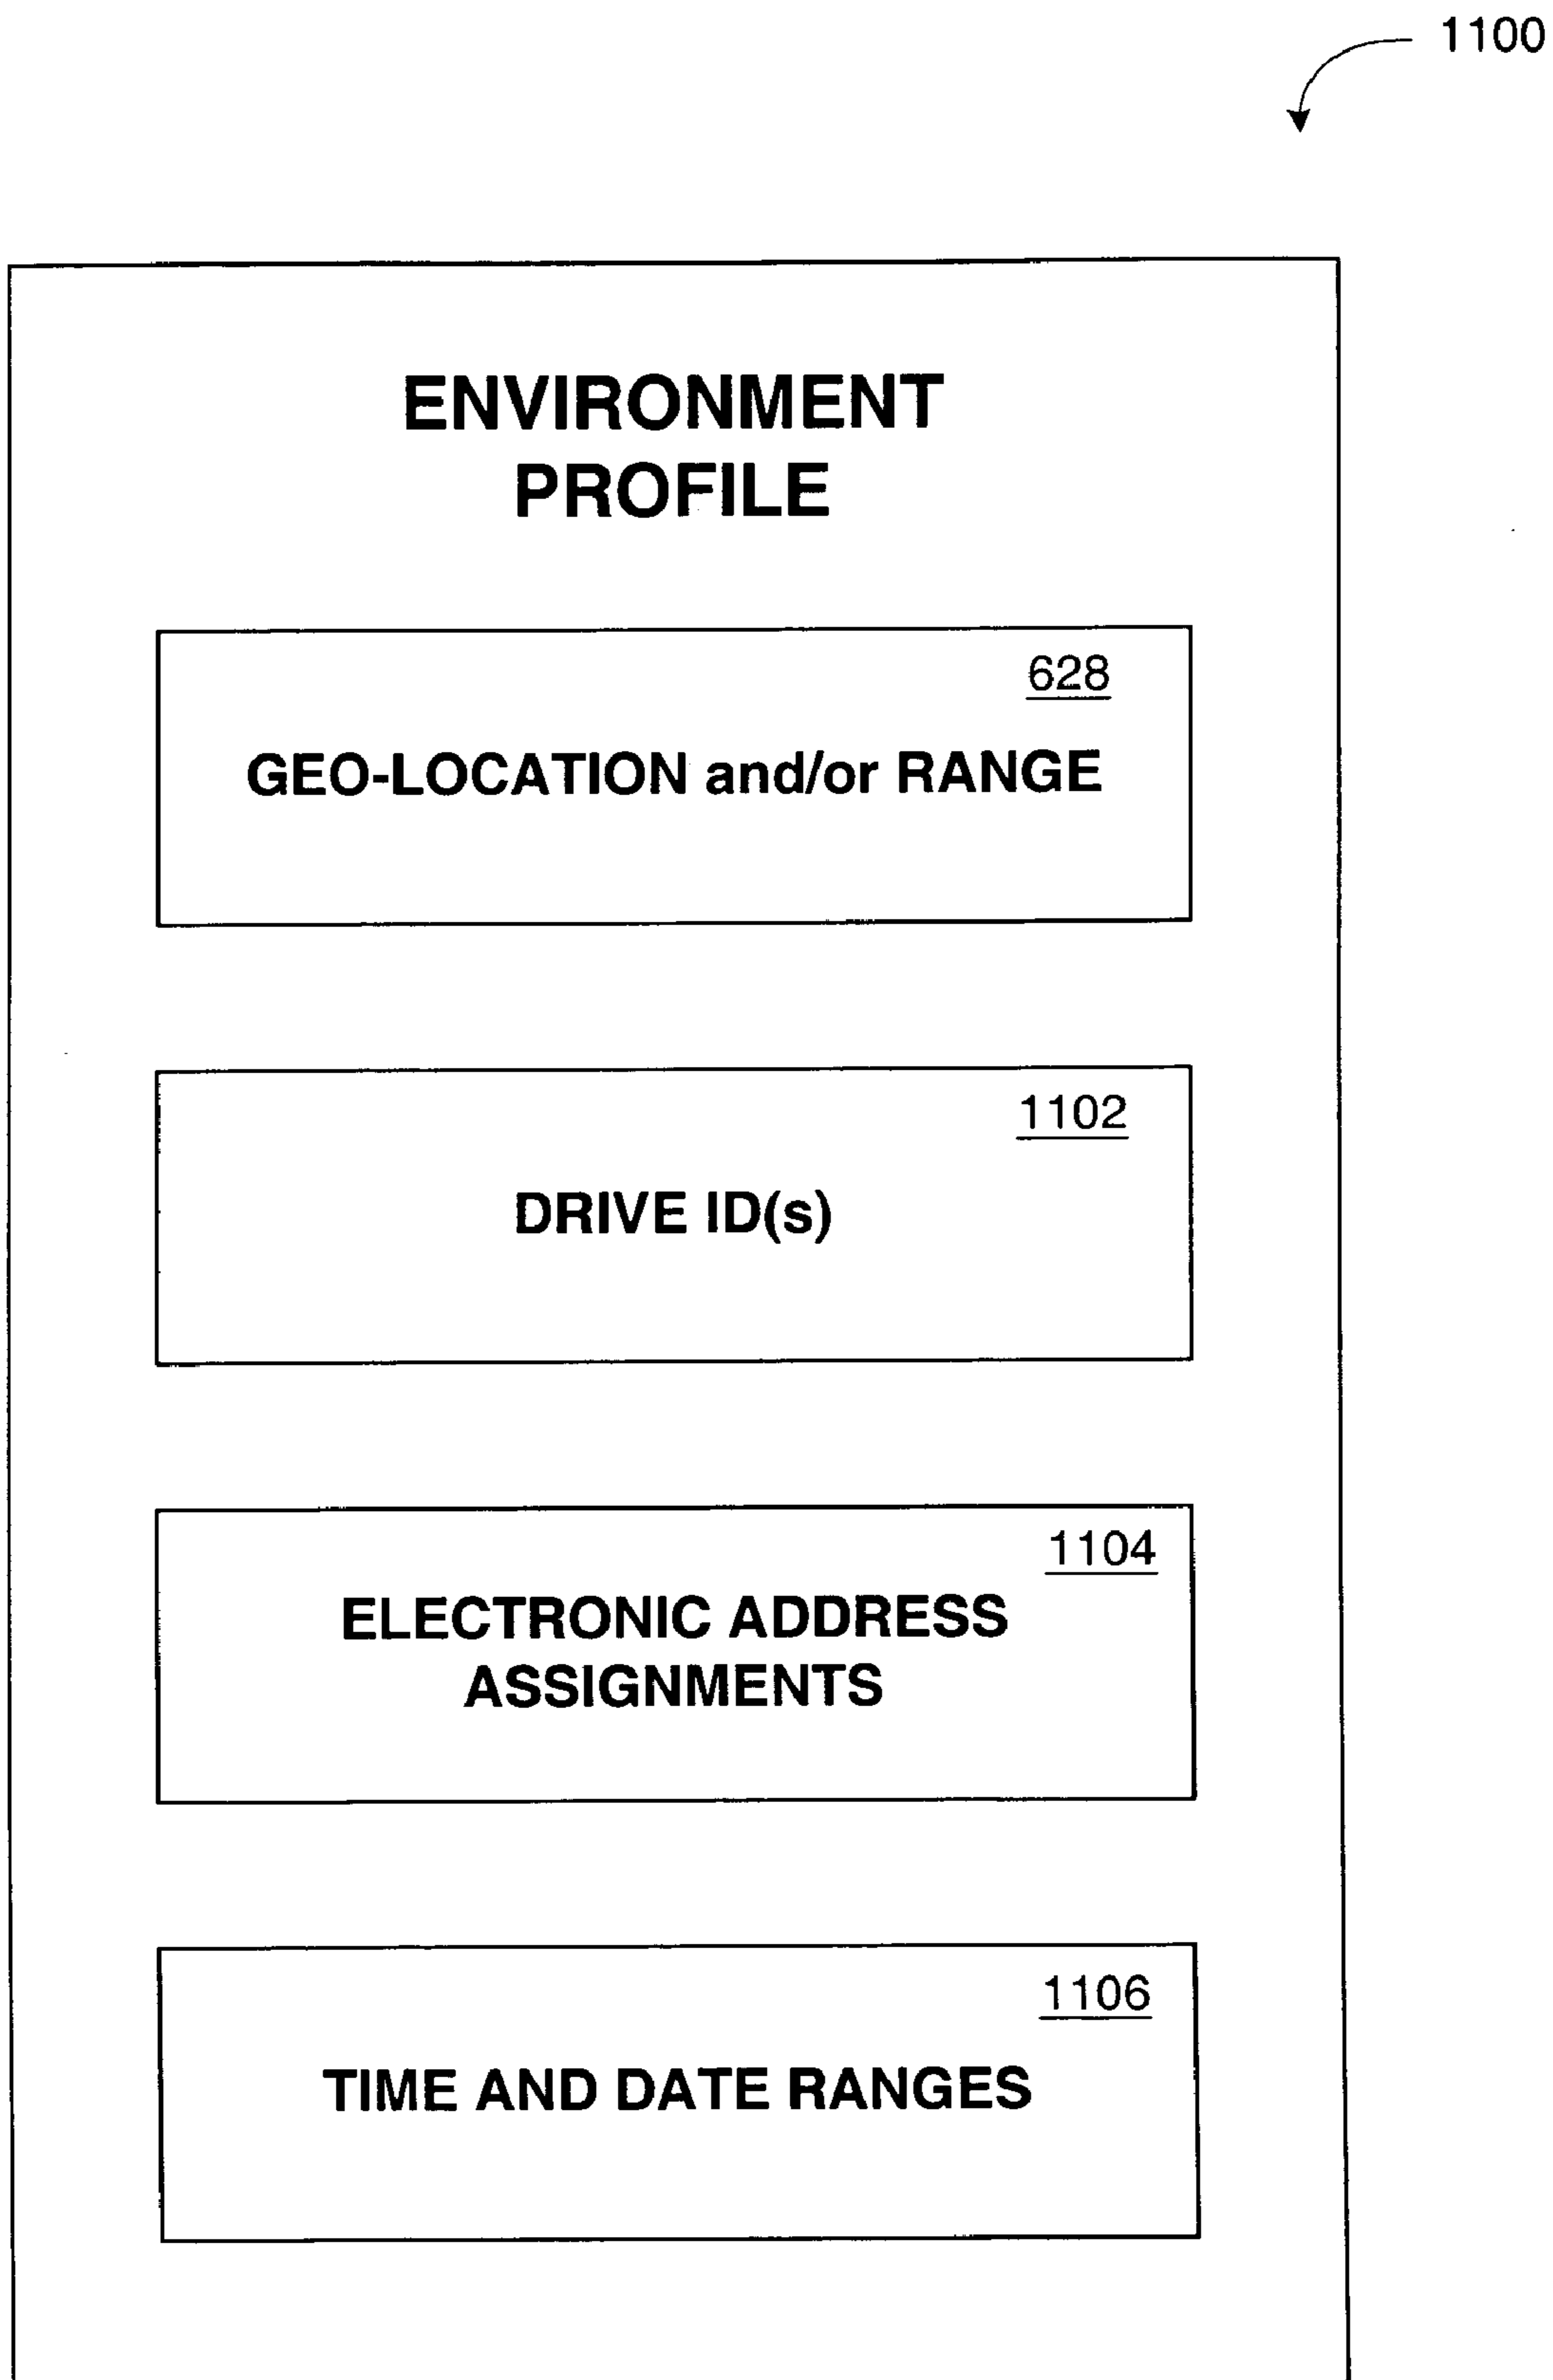 1100
ENVIRONMENT
PROFILE
628
GEO-LOCATION and/or RANGE
1102
DRIVE ID(s)
1104
ELECTRONIC ADDRESS
ASSIGNMENTS
1106
TIME AND DATE RANGES